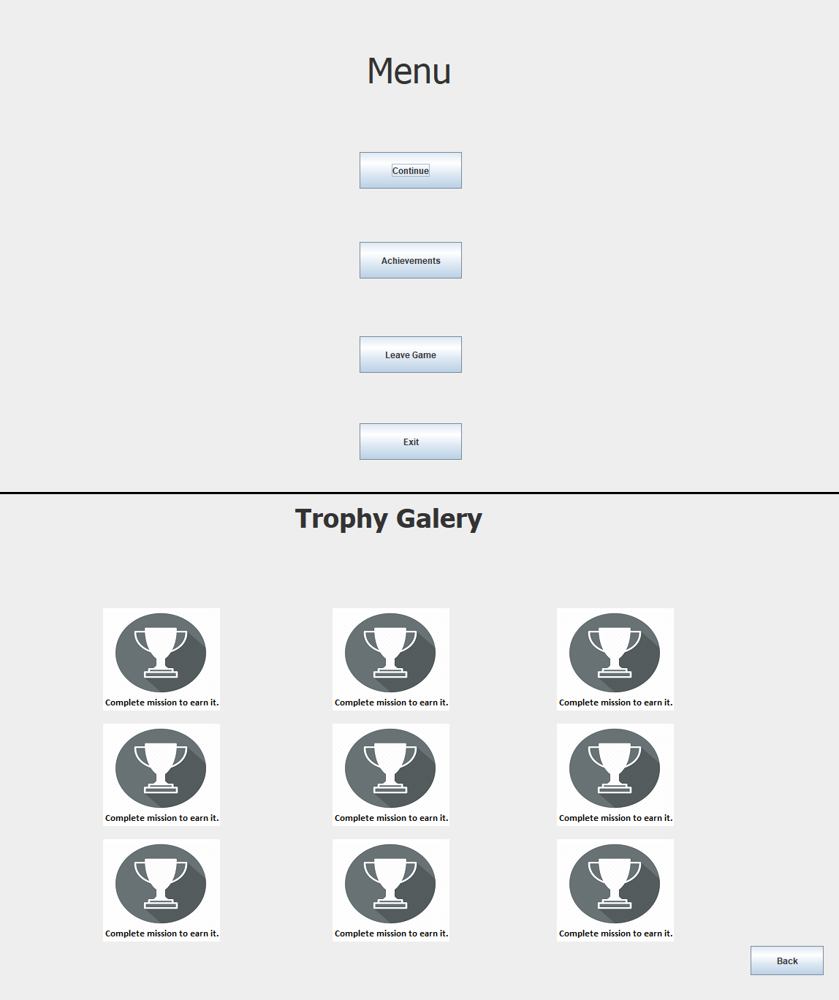 Menu
Continue
Achievements
Leave Game
Exit
Trophy Galery
Complete mission to earn it.
Complete mission to earn it.
Complete mission to earn it.
Complete mission to earn it.
Complete mission to earn it.
Complete mission to earn it.
Complete mission to earn it.
Complete mission to earn it.
Complete mission to earn it.
Back